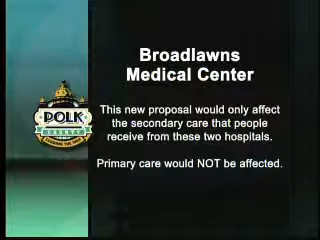 Broadlawns
Medical Center
This new proposal would only affect
the secondary care that people
receive from these two hospitals.
Primary care would NOT be affected.
POLK
COUNTY